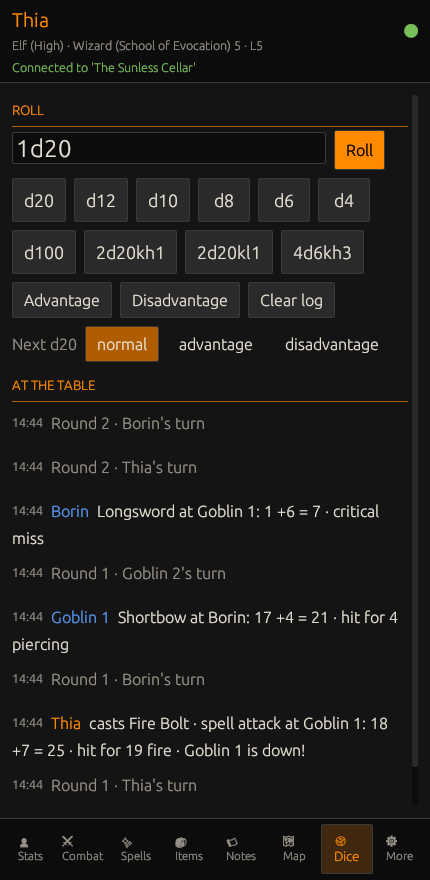 Thia
Elf (High) · Wizard (School of Evocation) 5 · L5
Connected to 'The Sunless Cellar'
ROLL
1d20 Roll
d20 d12 d10 d8 d6 d4
d100 2d20kh1 2d20kl1 4d6kh3
Advantage Disadvantage Clear log
Next d20 normal advantage disadvantage
AT THE TABLE
14:44 Round 2 · Borin's turn
14:44 Round 2 · Thia's turn
14:44 Borin Longsword at Goblin 1: 1 +6 = 7 · critical
miss
14:44 Round 1 · Goblin 2's turn
14:44 Goblin 1 Shortbow at Borin: 17 +4 = 21 · hit for 4
piercing
14:44 Round 1 · Borin's turn
14:44 Thia casts Fire Bolt · spell attack at Goblin 1: 18
+7 = 25 · hit for 19 fire · Goblin 1 is down!
14:44 Round 1 · Thia's turn
Stats Combat Spells Items Notes Map Dice More